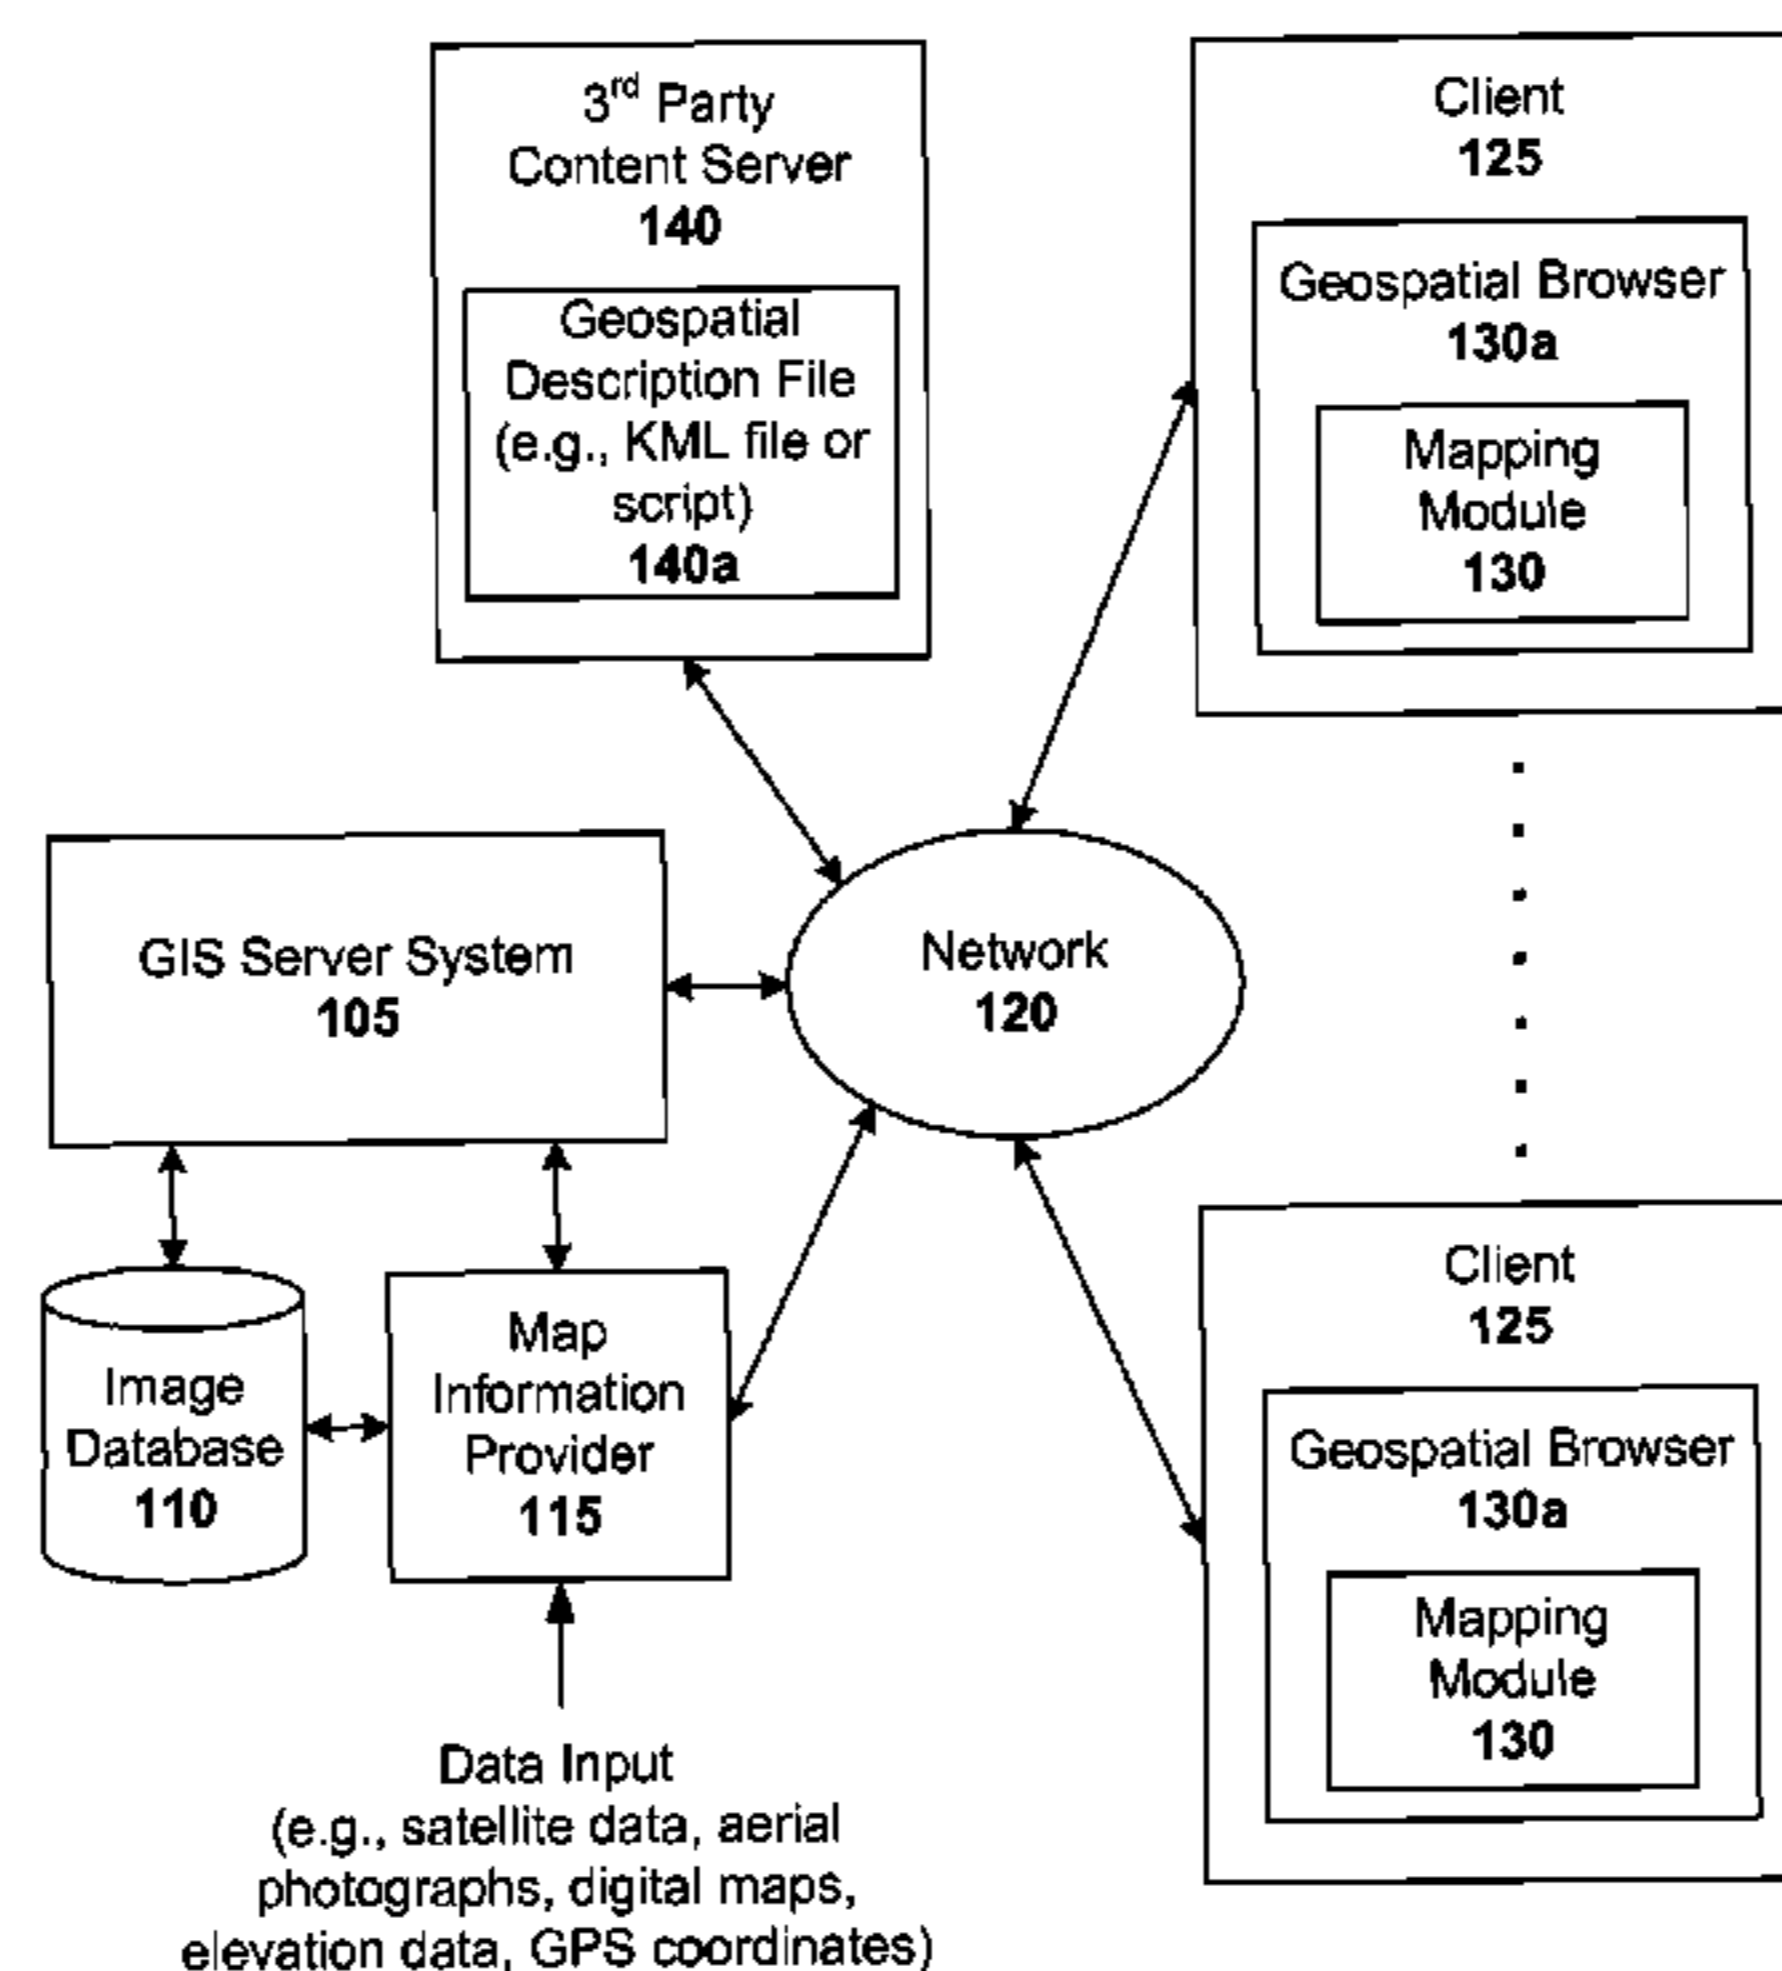 3rd Party
Content Server
140
Geospatial
Description File
(e.g., KML file or
script)
140a
Client
125
Geospatial Browser
130a
Mapping
Module
130
GIS Server System
105
Network
120
Image
Database
110
Map
Information
Provider
115
Client
125
Geospatial Browser
130a
Mapping
Module
130
Data Input
(e.g., satellite data, aerial
photographs, digital maps,
elevation data, GPS coordinates)